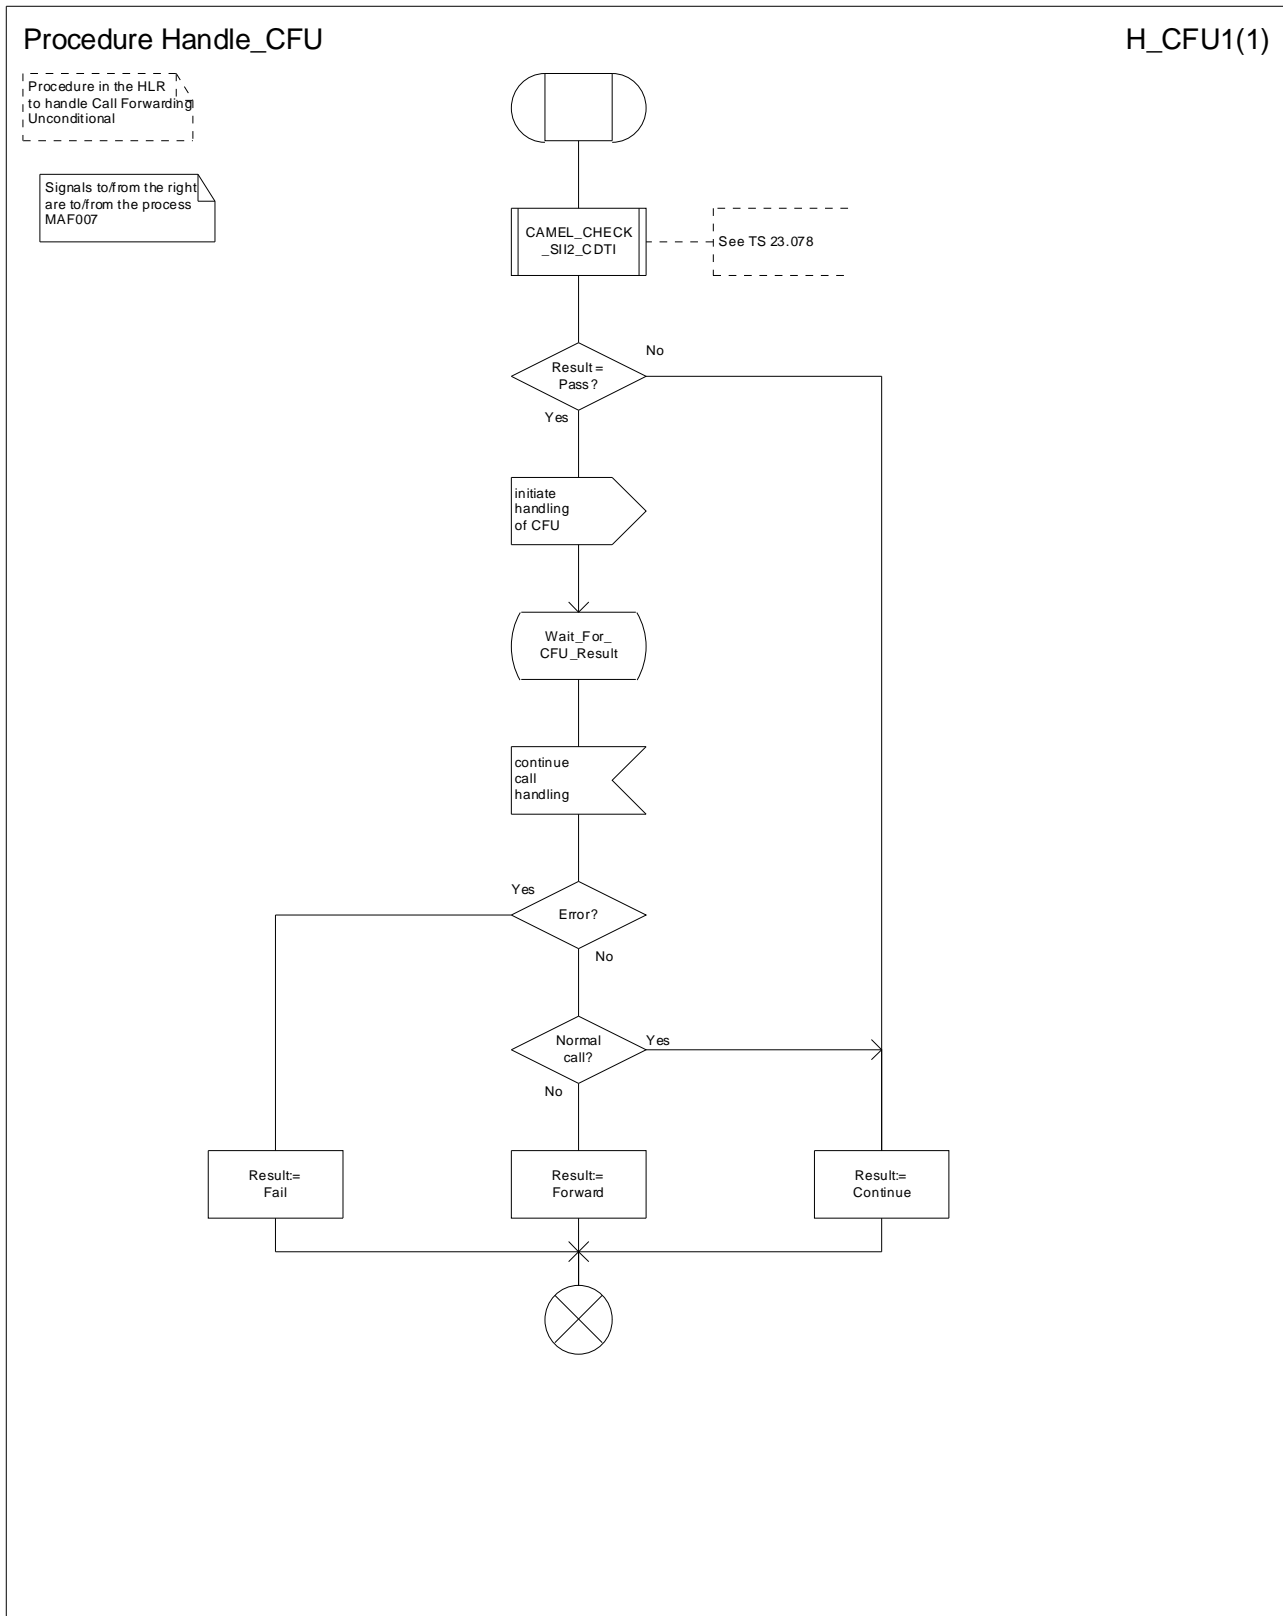 Procedure Handle_CFU
H_CFU1(1)
Procedure in the HLR
to handle Call Forwarding
Unconditional
Signals to/from the right
are to/from the process
MAF007
CAMEL_CHECK
_SII2_CDTI
See TS 23.078
Result =
Pass?
No
Yes
initiate
handling
of CFU
Wait_For_
CFU_Result
continue
call
handling
Yes
Error?
No
Normal
call?
Yes
No
Result:=
Fail
Result:=
Forward
Result:=
Continue